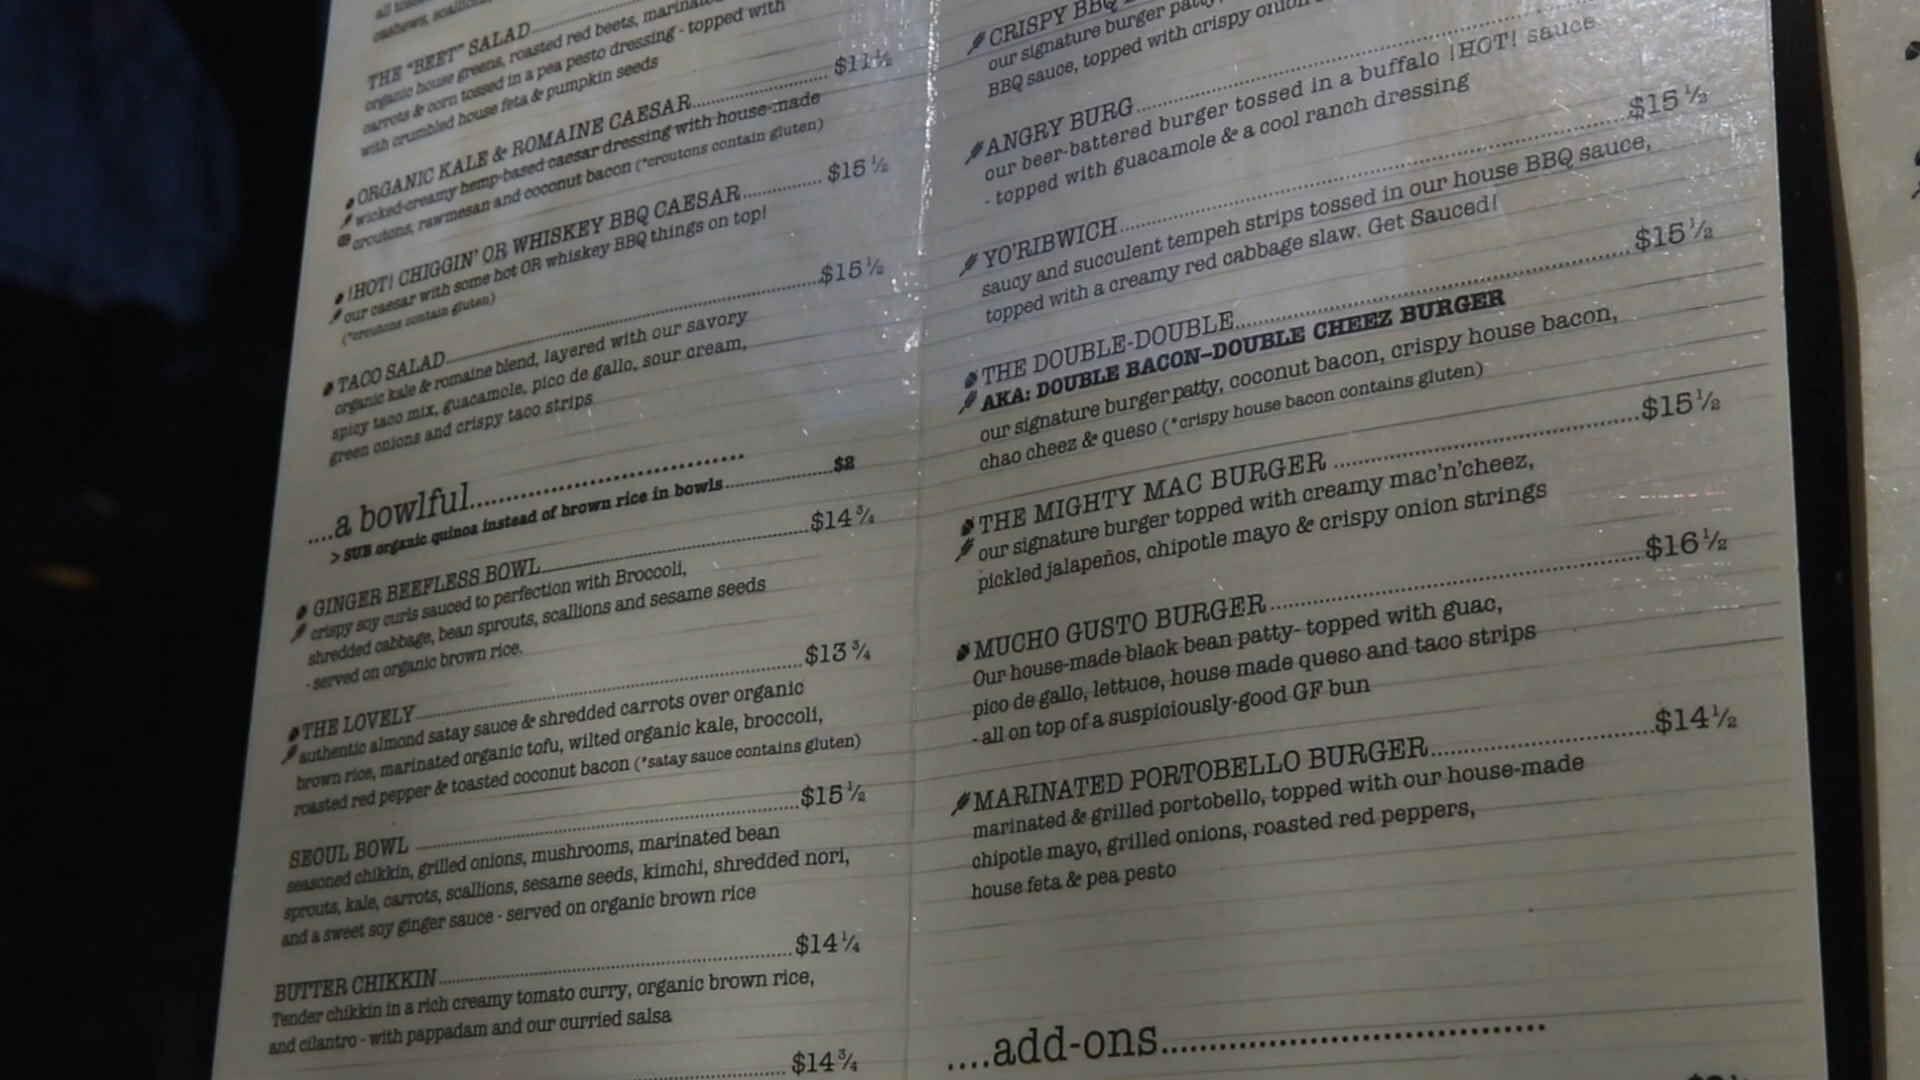 cashews, scallions,
THE "BEET" SALAD
organic house greens, roasted red beets, marinated
carrots & corn tossed in a pea pesto dressing - topped with
with crumbled house feta & pumpkin seeds
ORGANIC KALE & ROMAINE CAESAR........$11½
wicked-creamy hemp-based caesar dressing with house-made
croutons, rawmesan and coconut bacon (*croutons contain gluten)
!HOT! CHIGGIN' OR WHISKEY BBQ CAESAR........$15½
our caesar with some hot OR whiskey BBQ things on top!
(*croutons contain gluten)
TACO SALAD........$15½
organic kale & romaine blend, layered with our savory
spicy taco mix, guacamole, pico de gallo, sour cream,
green onions and crispy taco strips
....a bowlful........
> SUB organic quinoa instead of brown rice in bowls........$2
GINGER BEEFLESS BOWL........$14¾
crispy soy curls sauced to perfection with Broccoli,
shredded cabbage, bean sprouts, scallions and sesame seeds
- served on organic brown rice.
THE LOVELY........$13¾
authentic almond satay sauce & shredded carrots over organic
brown rice, marinated organic tofu, wilted organic kale, broccoli,
roasted red pepper & toasted coconut bacon (*satay sauce contains gluten)
SEOUL BOWL........$15½
seasoned chikkin, grilled onions, mushrooms, marinated bean
sprouts, kale, carrots, scallions, sesame seeds, kimchi, shredded nori,
and a sweet soy ginger sauce - served on organic brown rice
BUTTER CHIKKIN........$14¼
Tender chikkin in a rich creamy tomato curry, organic brown rice,
and cilantro - with pappadam and our curried salsa
$14¾
CRISPY BBQ
our signature burger patty,
BBQ sauce, topped with crispy onion
ANGRY BURG........
our beer-battered burger tossed in a buffalo !HOT! sauce
- topped with guacamole & a cool ranch dressing
YO'RIBWICH........$15½
saucy and succulent tempeh strips tossed in our house BBQ sauce,
topped with a creamy red cabbage slaw. Get Sauced!
THE DOUBLE-DOUBLE........$15½
AKA: DOUBLE BACON–DOUBLE CHEEZ BURGER
our signature burger patty, coconut bacon, crispy house bacon,
chao cheez & queso (*crispy house bacon contains gluten)
THE MIGHTY MAC BURGER........$15½
our signature burger topped with creamy mac'n'cheez,
pickled jalapeños, chipotle mayo & crispy onion strings
MUCHO GUSTO BURGER........$16½
Our house-made black bean patty- topped with guac,
pico de gallo, lettuce, house made queso and taco strips
- all on top of a suspiciously-good GF bun
MARINATED PORTOBELLO BURGER........$14½
marinated & grilled portobello, topped with our house-made
chipotle mayo, grilled onions, roasted red peppers,
house feta & pea pesto
....add-ons........